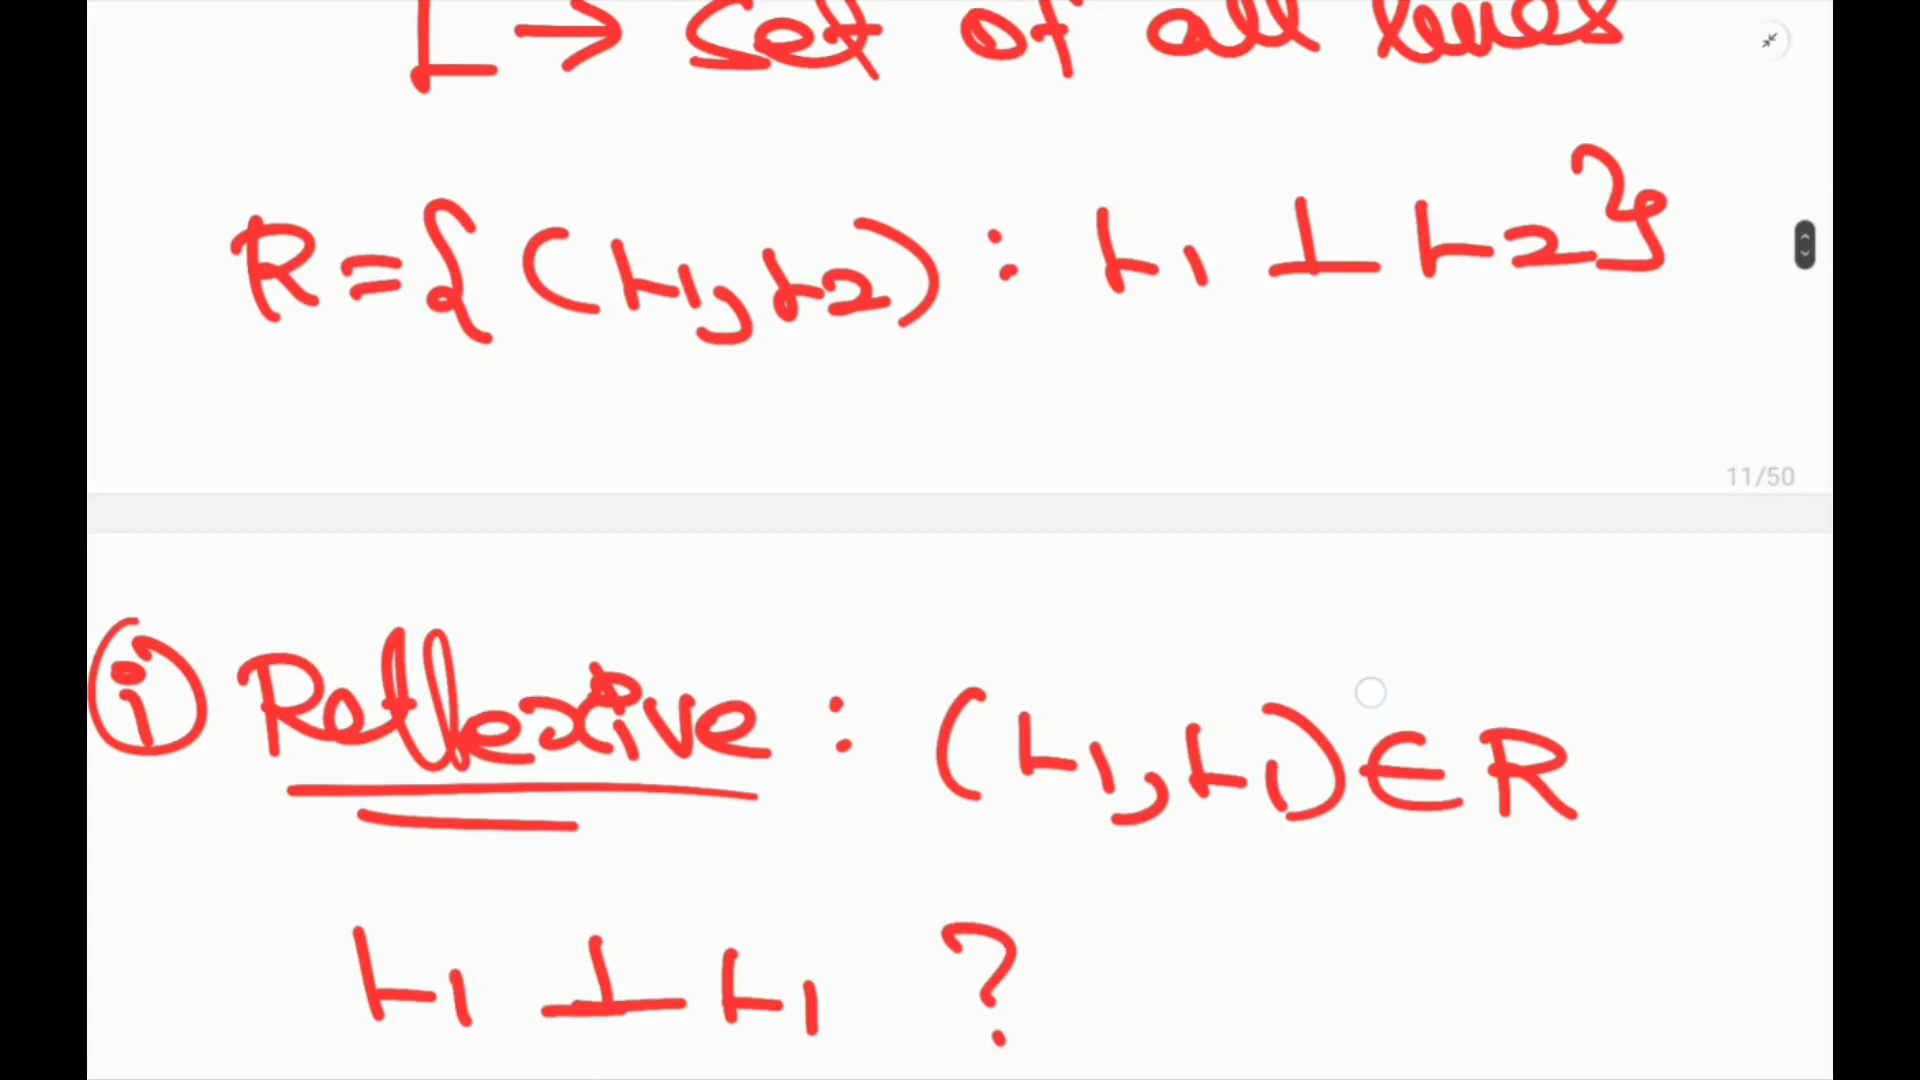 L → Set of all lines
R = { (L1, L2) : L1 ⊥ L2 }
11/50
(i) Reflexive : (L1, L1) ∈ R
L1 ⊥ L1 ?